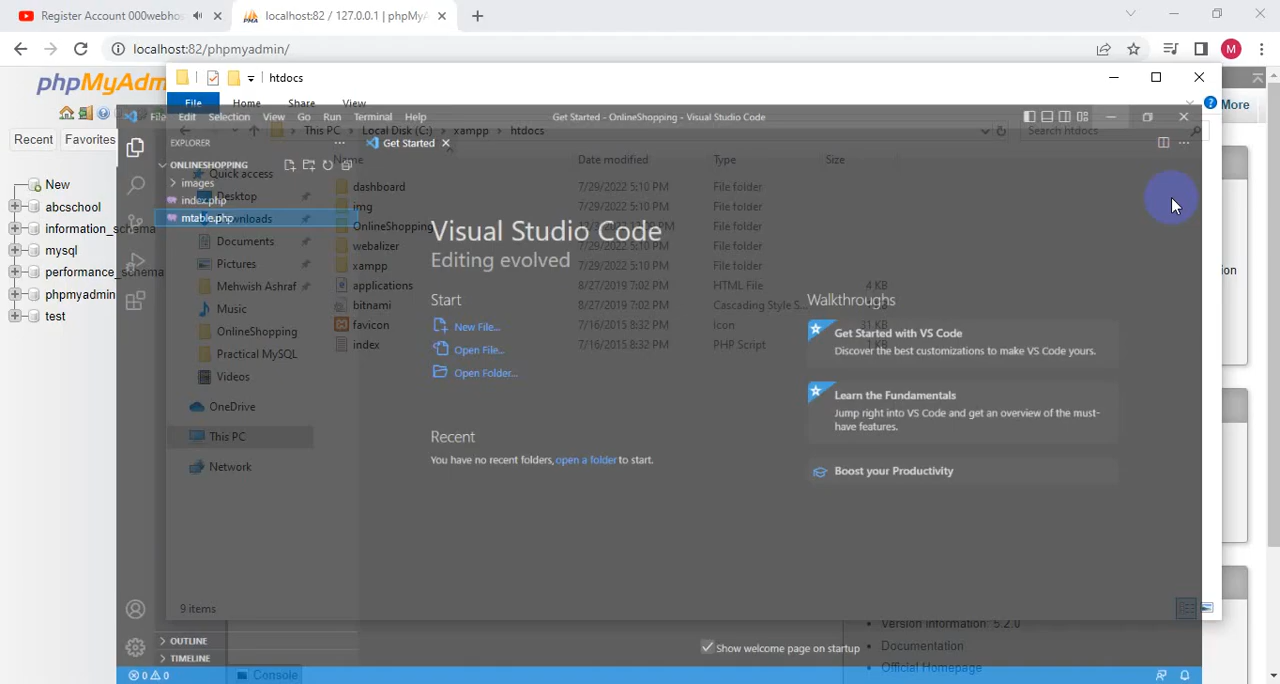 Register Account 000webhos
localhost:82 / 127.0.0.1 | phpMyA
localhost:82/phpmyadmin/
M
phpMyAdm
htdocs
File Home Share View
More
File Edit Selection View Go Run Terminal Help
Get Started - OnlineShopping - Visual Studio Code
This PC Local Disk (C:) xampp htdocs
Search htdocs
Recent Favorites
EXPLORER
Get Started
Name Date modified Type Size
ONLINESHOPPING
Quick access
images
Desktop
index.php
Downloads
mtable.php
Documents
Pictures
Mehwish Ashraf
Music
OnlineShopping
Practical MySQL
Videos
OneDrive
This PC
Network
New
abcschool
information_schema
mysql
performance_schema
phpmyadmin
test
dashboard 7/29/2022 5:10 PM File folder
img 7/29/2022 5:10 PM File folder
OnlineShopping File folder
webalizer 7/29/2022 5:10 PM File folder
xampp 7/29/2022 5:10 PM File folder
applications 8/27/2019 7:02 PM HTML File 4 KB
bitnami 8/27/2019 7:02 PM Cascading Style S...
favicon 7/16/2015 8:32 PM Icon 31 KB
index 7/16/2015 8:32 PM PHP Script 1 KB
Visual Studio Code
Editing evolved
Start
New File...
Open File...
Open Folder...
Recent
You have no recent folders, open a folder to start.
Walkthroughs
Get Started with VS Code
Discover the best customizations to make VS Code yours.
Learn the Fundamentals
Jump right into VS Code and get an overview of the must-
have features.
Boost your Productivity
ion
9 items
Version information: 5.2.0
Documentation
Official Homepage
OUTLINE
TIMELINE
Show welcome page on startup
0 0
Console